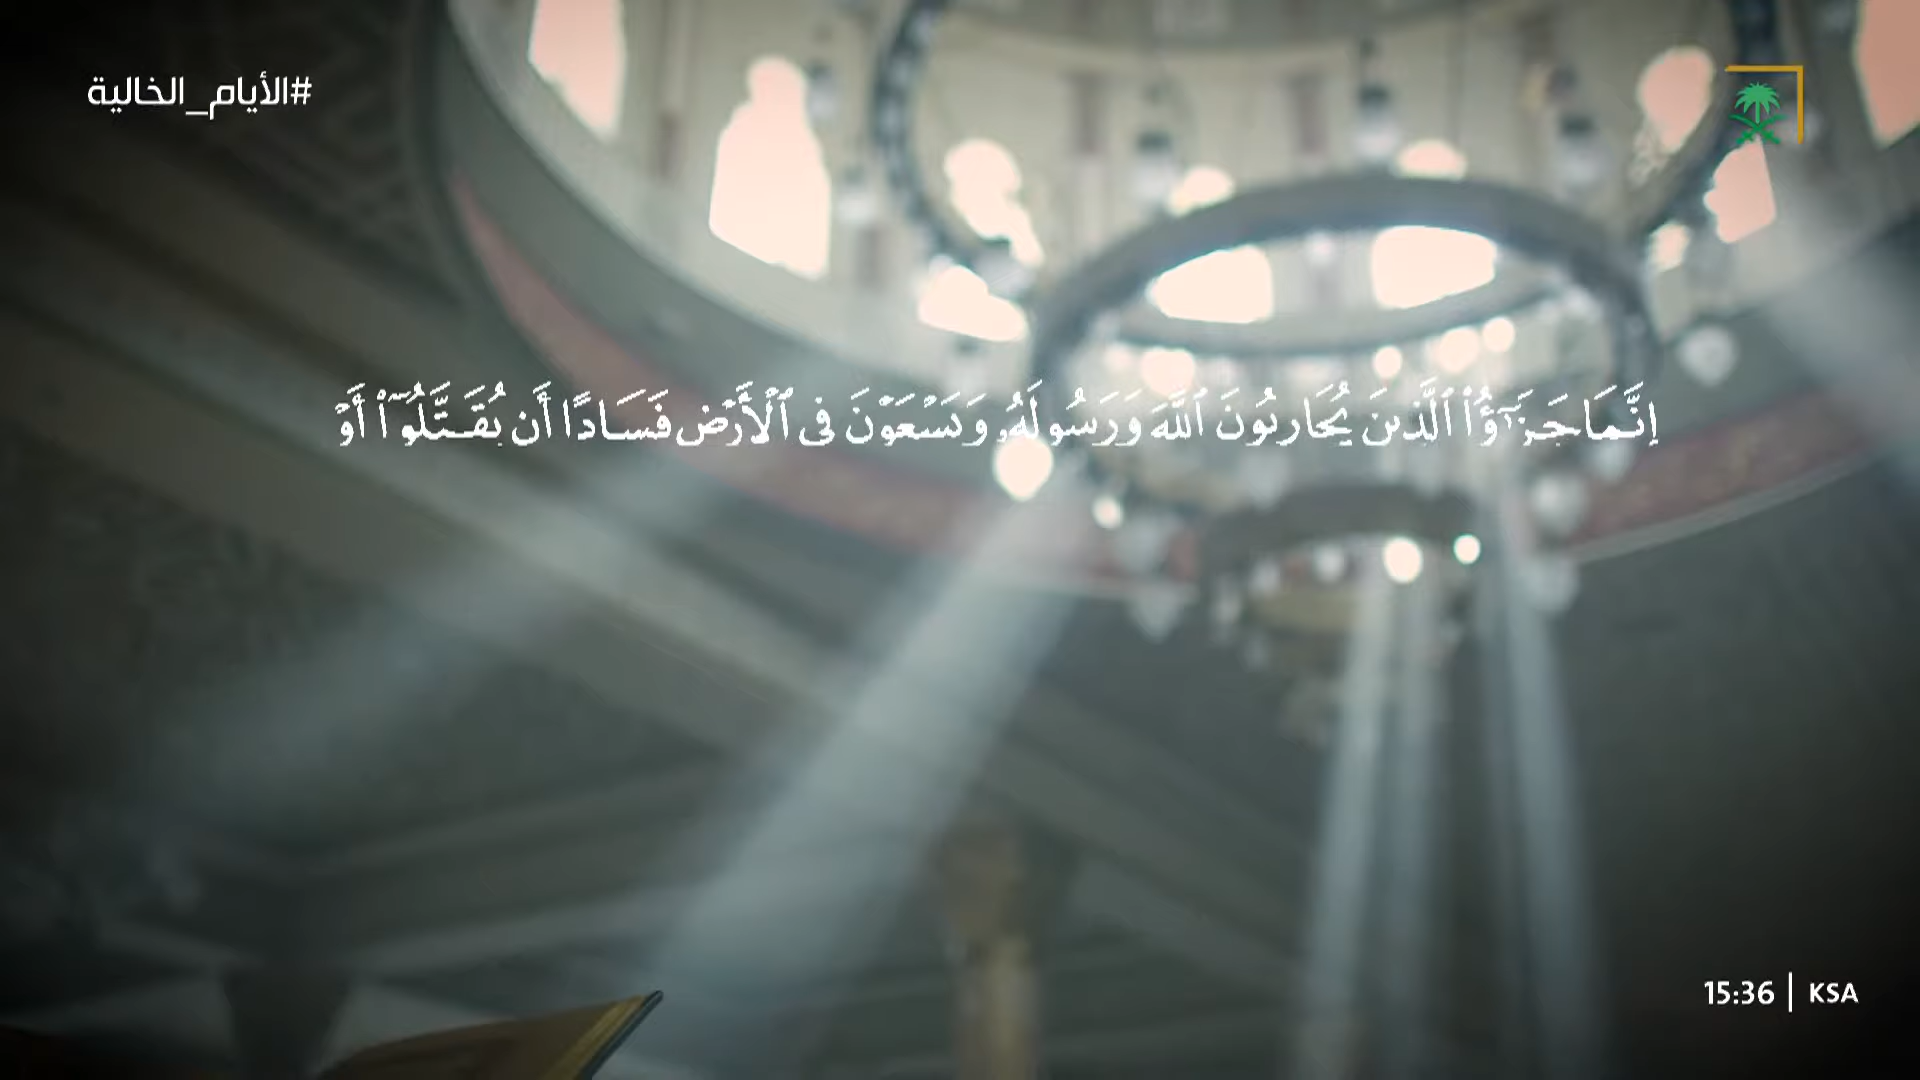 #الأيام_الخالية
إِنَّمَا جَزَٰٓؤُا۟ ٱلَّذِينَ يُحَارِبُونَ ٱللَّهَ وَرَسُولَهُۥ وَيَسْعَوْنَ فِى ٱلْأَرْضِ فَسَادًا أَن يُقَتَّلُوٓا۟ أَوْ
15:36 | KSA